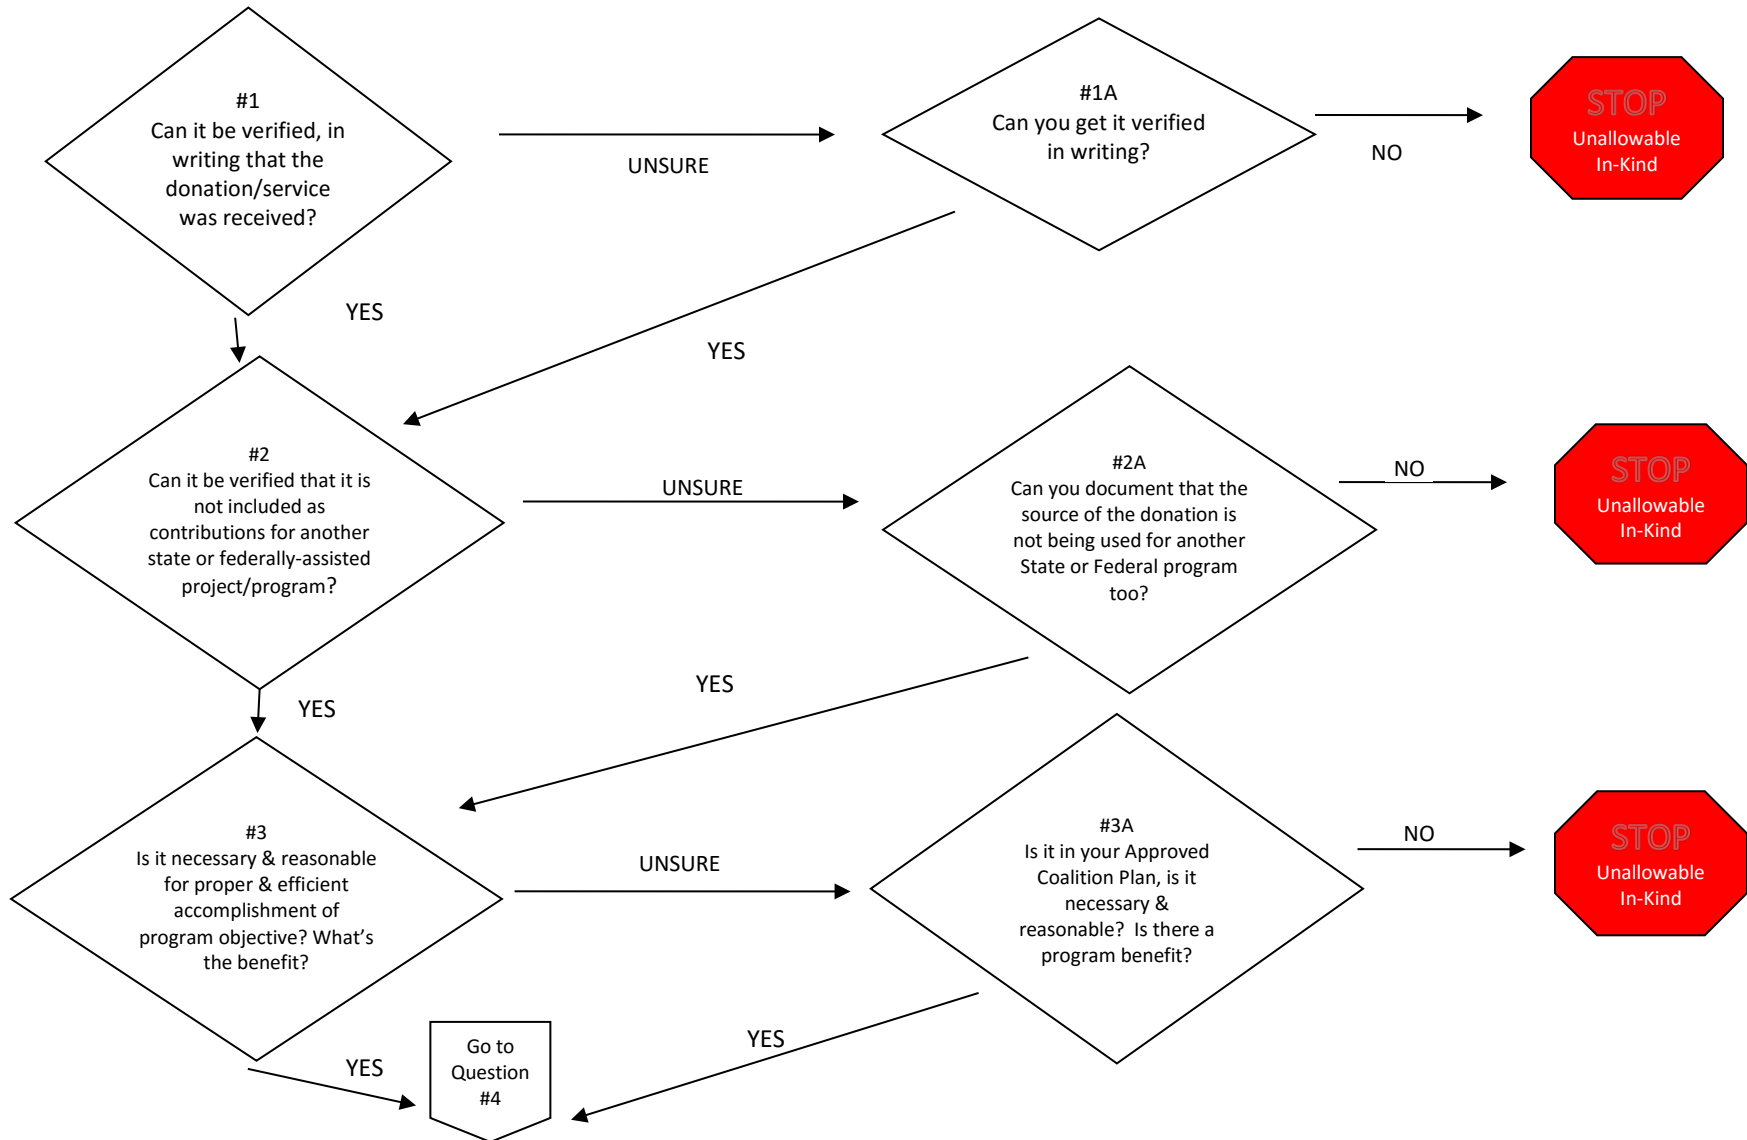 #1
Can it be verified, in
writing that the
donation/service
was received?
UNSURE
#1A
Can you get it verified
in writing?
NO
STOP
Unallowable
In-Kind
YES
YES
#2
Can it be verified that it is
not included as
contributions for another
state or federally-assisted
project/program?
UNSURE
#2A
Can you document that the
source of the donation is
not being used for another
State or Federal program
too?
NO
STOP
Unallowable
In-Kind
YES
YES
#3
Is it necessary & reasonable
for proper & efficient
accomplishment of
program objective? What’s
the benefit?
UNSURE
#3A
Is it in your Approved
Coalition Plan, is it
necessary &
reasonable?  Is there a
program benefit?
NO
STOP
Unallowable
In-Kind
YES
Go to
Question
#4
YES